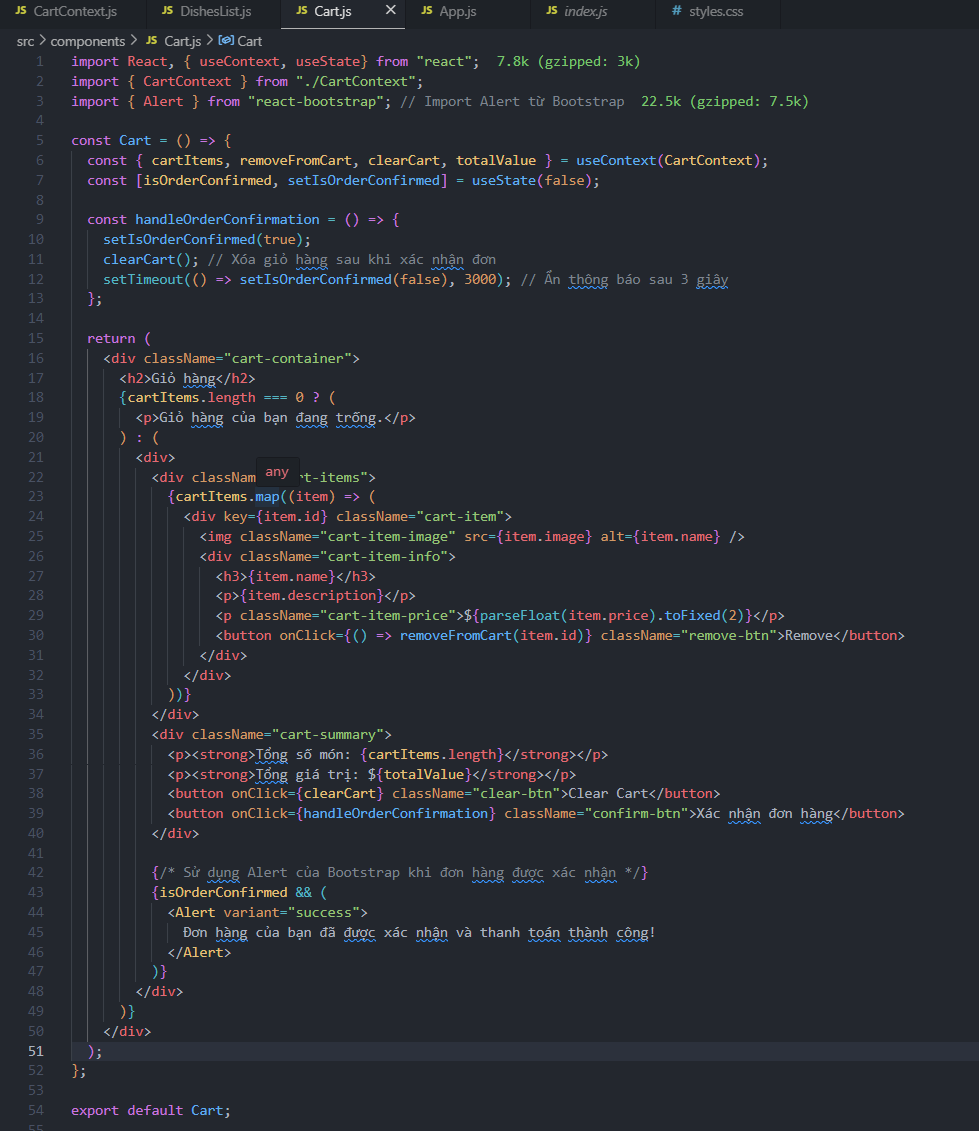 JS CartContext.js JS DishesList.js JS Cart.js × JS App.js JS index.js # styles.css
src > components > JS Cart.js > Cart
1 import React, { useContext, useState} from "react"; 7.8k (gzipped: 3k)
2 import { CartContext } from "./CartContext";
3 import { Alert } from "react-bootstrap"; // Import Alert từ Bootstrap 22.5k (gzipped: 7.5k)
4
5 const Cart = () => {
6 const { cartItems, removeFromCart, clearCart, totalValue } = useContext(CartContext);
7 const [isOrderConfirmed, setIsOrderConfirmed] = useState(false);
8
9 const handleOrderConfirmation = () => {
10 setIsOrderConfirmed(true);
11 clearCart(); // Xóa giỏ hàng sau khi xác nhận đơn
12 setTimeout(() => setIsOrderConfirmed(false), 3000); // Ẩn thông báo sau 3 giây
13 };
14
15 return (
16 <div className="cart-container">
17 <h2>Giỏ hàng</h2>
18 {cartItems.length === 0 ? (
19 <p>Giỏ hàng của bạn đang trống.</p>
20 ) : (
21 <div>
any
22 <div classNam rt-items">
23 {cartItems.map((item) => (
24 <div key={item.id} className="cart-item">
25 <img className="cart-item-image" src={item.image} alt={item.name} />
26 <div className="cart-item-info">
27 <h3>{item.name}</h3>
28 <p>{item.description}</p>
29 <p className="cart-item-price">${parseFloat(item.price).toFixed(2)}</p>
30 <button onClick={() => removeFromCart(item.id)} className="remove-btn">Remove</button>
31 </div>
32 </div>
33 ))}
34 </div>
35 <div className="cart-summary">
36 <p><strong>Tổng số món: {cartItems.length}</strong></p>
37 <p><strong>Tổng giá trị: ${totalValue}</strong></p>
38 <button onClick={clearCart} className="clear-btn">Clear Cart</button>
39 <button onClick={handleOrderConfirmation} className="confirm-btn">Xác nhận đơn hàng</button>
40 </div>
41
42 {/* Sử dụng Alert của Bootstrap khi đơn hàng được xác nhận */}
43 {isOrderConfirmed && (
44 <Alert variant="success">
45 Đơn hàng của bạn đã được xác nhận và thanh toán thành công!
46 </Alert>
47 )}
48 </div>
49 )}
50 </div>
51 );
52 };
53
54 export default Cart;
55